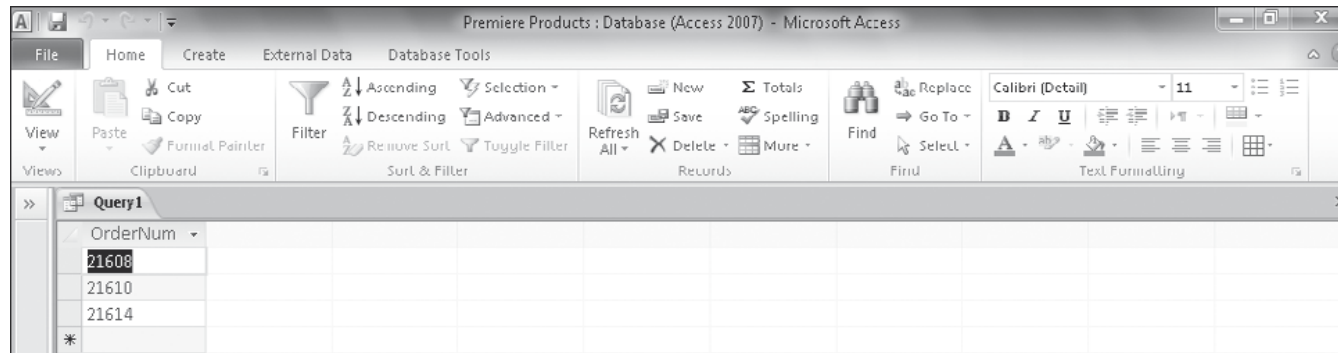 Premiere Products : Database (Access 2007) - Microsoft Access
File Home Create External Data Database Tools
Cut Ascending Selection New Totals Replace Calibri (Detail) 11
Copy Descending Advanced Save Spelling Go To B I U
View Paste Format Painter Filter Remove Sort Toggle Filter Refresh All Delete More Find Select A
Views Clipboard Sort & Filter Records Find Text Formatting
Query1
OrderNum
21608
21610
21614